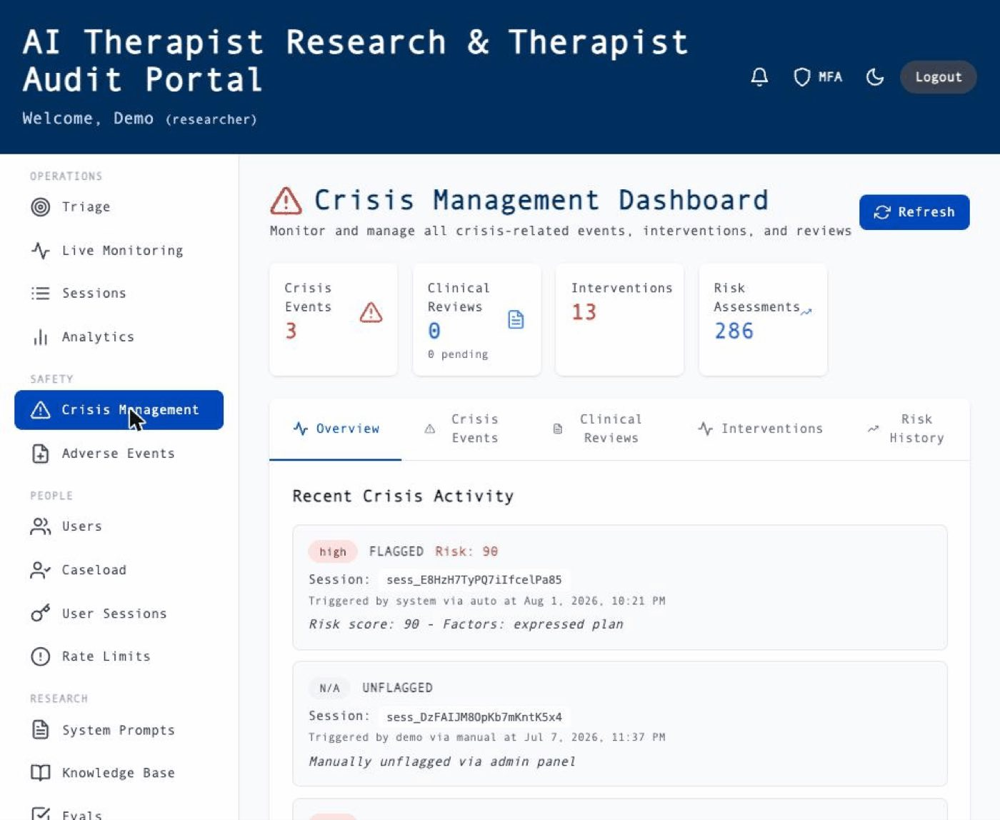 AI Therapist Research & Therapist
Audit Portal
Welcome, Demo (researcher)
MFA
Logout
OPERATIONS
Triage
Live Monitoring
Sessions
Analytics
SAFETY
Crisis Management
Adverse Events
PEOPLE
Users
Caseload
User Sessions
Rate Limits
RESEARCH
System Prompts
Knowledge Base
Evals
Crisis Management Dashboard
Monitor and manage all crisis-related events, interventions, and reviews
Refresh
Crisis
Events
3
Clinical
Reviews
0
0 pending
Interventions
13
Risk
Assessments
286
Overview
Crisis
Events
Clinical
Reviews
Interventions
Risk
History
Recent Crisis Activity
high FLAGGED Risk: 90
Session: sess_E8HzH7TyPQ7iIfcelPa85
Triggered by system via auto at Aug 1, 2026, 10:21 PM
Risk score: 90 - Factors: expressed plan
N/A UNFLAGGED
Session: sess_DzFAIJM8OpKb7mKntK5x4
Triggered by demo via manual at Jul 7, 2026, 11:37 PM
Manually unflagged via admin panel